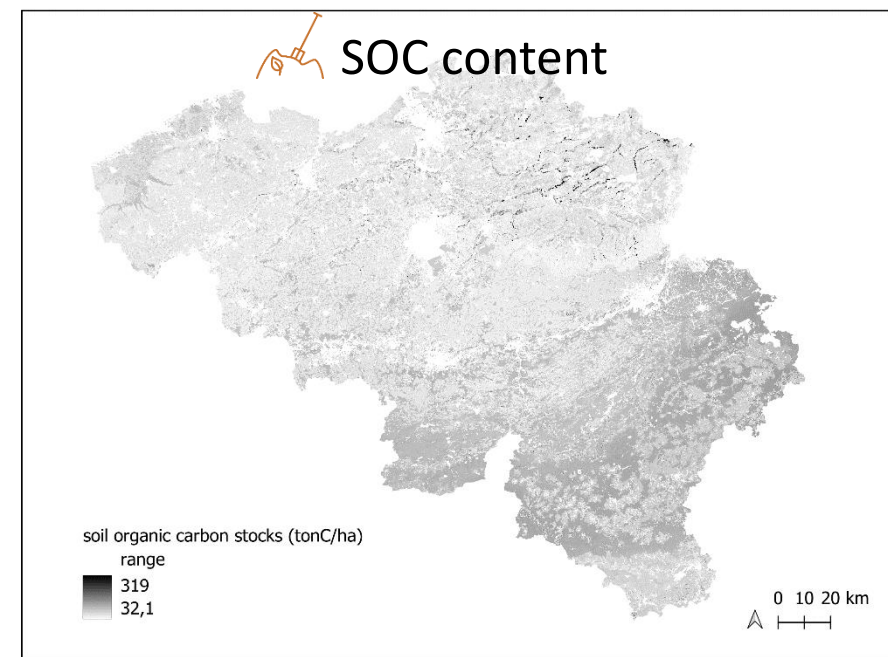 SOC content
soil organic carbon stocks (tonC/ha)
range
319
32,1
0 10 20 km